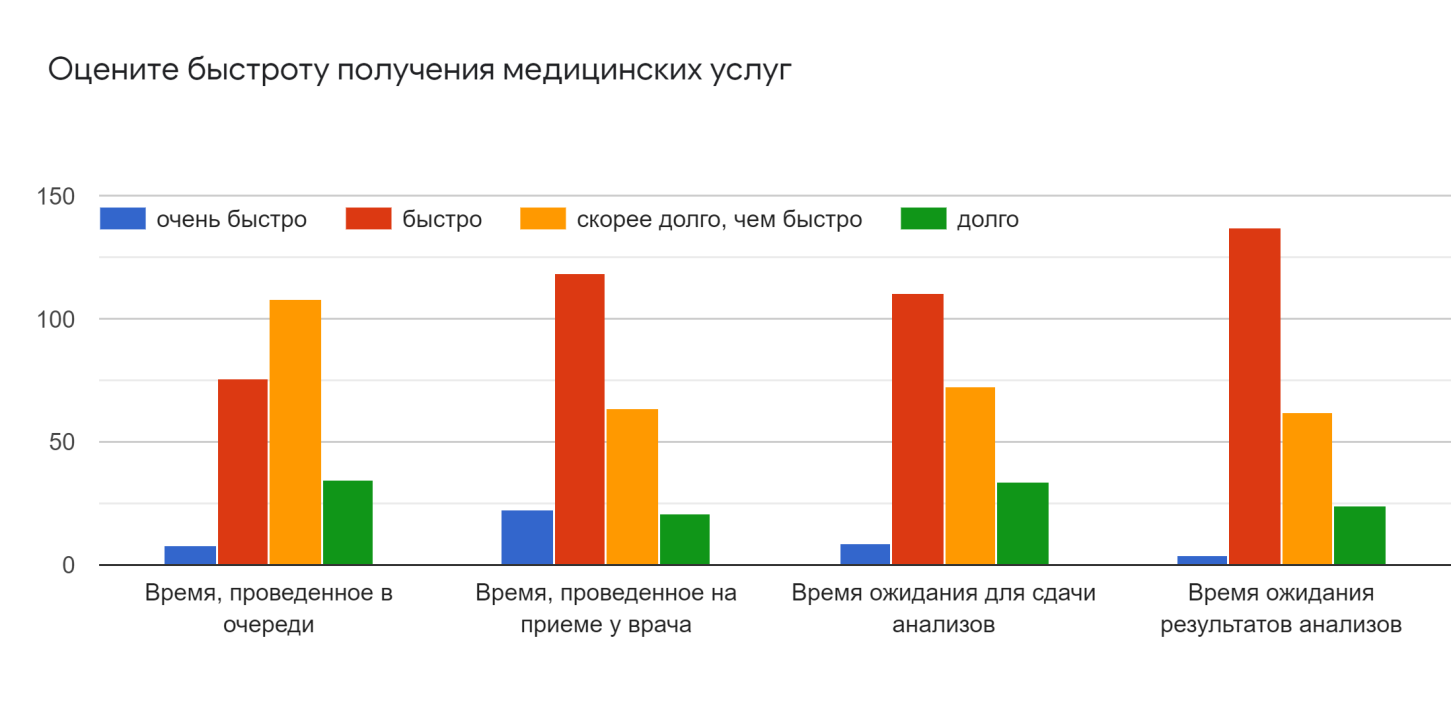 Оцените быстроту получения медицинских услуг
150
очень быстро быстро скорее долго, чем быстро долго
100
50
0
Время, проведенное в
очереди
Время, проведенное на
приеме у врача
Время ожидания для сдачи
анализов
Время ожидания
результатов анализов